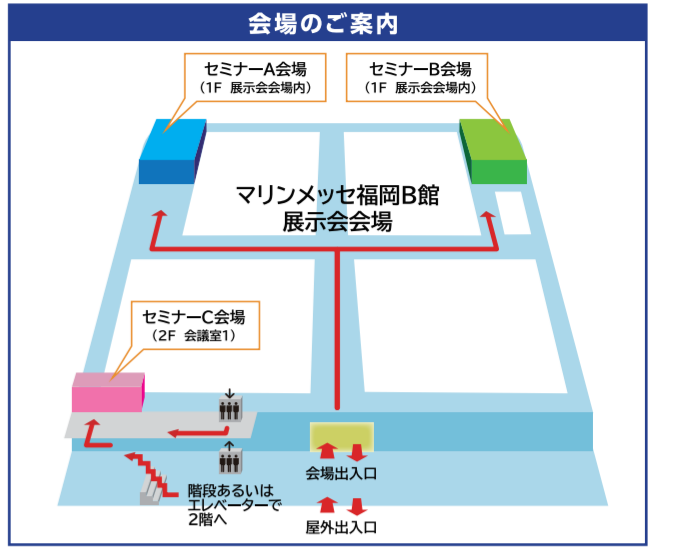 会場のご案内
セミナーA会場
（1F 展示会会場内）
セミナーB会場
（1F 展示会会場内）
マリンメッセ福岡B館
展示会会場
セミナーC会場
（2F 会議室1）
会場出入口
階段あるいは
エレベーターで
2階へ
屋外出入口